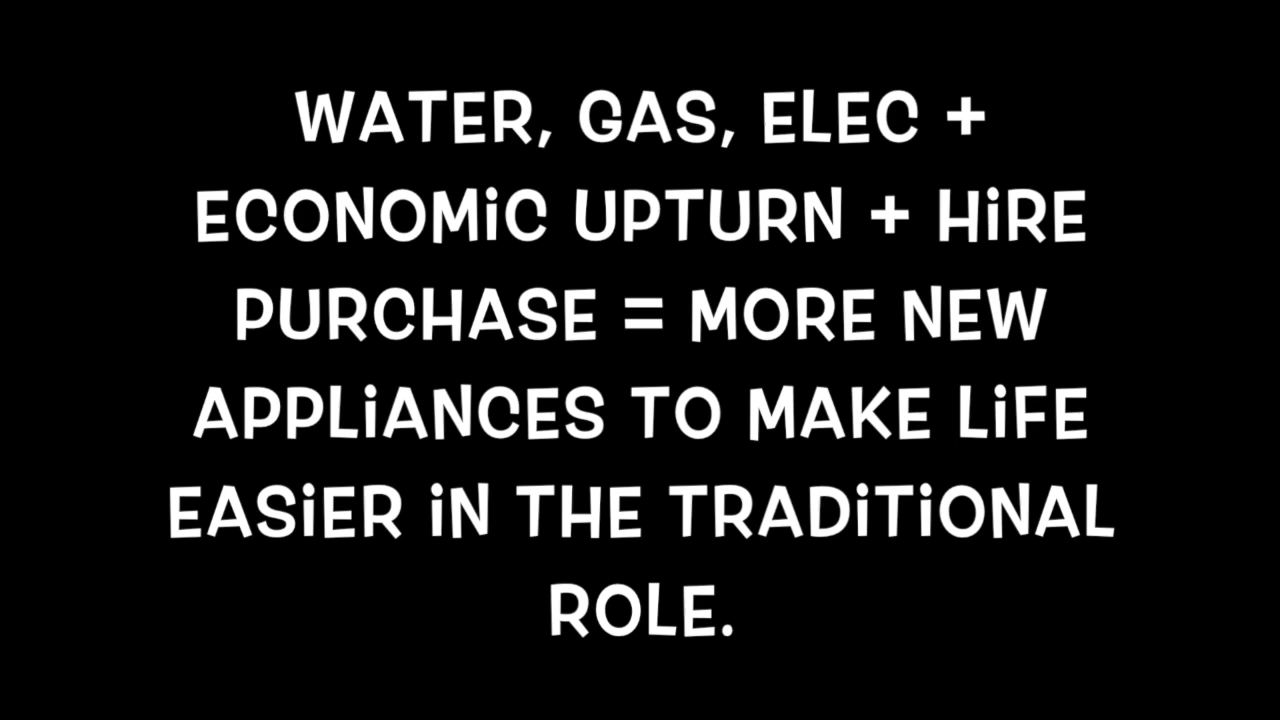 WATER, GAS, ELEC +
ECONOMiC UPTURN + HiRE
PURCHASE = MORE NEW
APPLiANCES TO MAKE LiFE
EASiER iN THE TRADiTiONAL
ROLE.